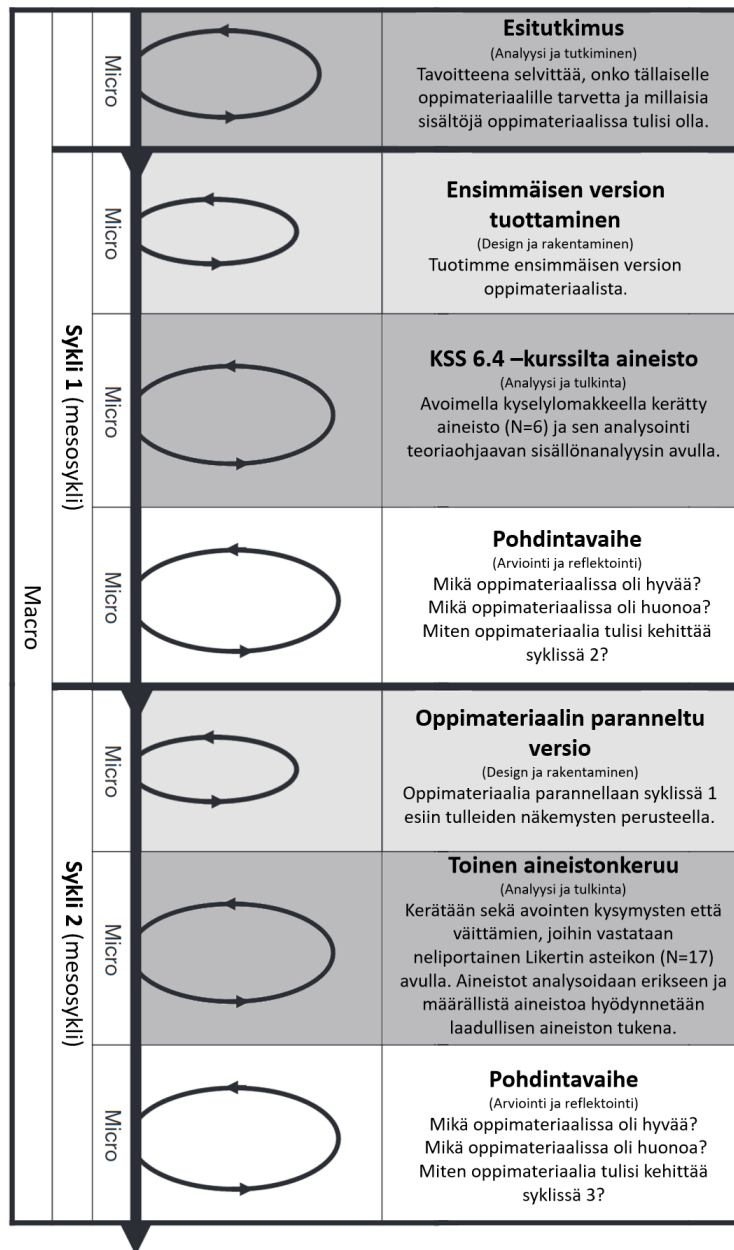 Macro
Micro
Esitutkimus
(Analyysi ja tutkiminen)
Tavoitteena selvittää, onko tällaiselle
oppimateriaalille tarvetta ja millaisia
sisältöjä oppimateriaalissa tulisi olla.
Sykli 1 (mesosykli)
Micro
Ensimmäisen version
tuottaminen
(Design ja rakentaminen)
Tuotimme ensimmäisen version
oppimateriaalista.
Micro
KSS 6.4 –kurssilta aineisto
(Analyysi ja tulkinta)
Avoimella kyselylomakkeella kerätty
aineisto (N=6) ja sen analysointi
teoriaohjaavan sisällönanalyysin avulla.
Micro
Pohdintavaihe
(Arviointi ja reflektointi)
Mikä oppimateriaalissa oli hyvää?
Mikä oppimateriaalissa oli huonoa?
Miten oppimateriaalia tulisi kehittää
syklissä 2?
Sykli 2 (mesosykli)
Micro
Oppimateriaalin paranneltu
versio
(Design ja rakentaminen)
Oppimateriaalia parannellaan syklissä 1
esiin tulleiden näkemysten perusteella.
Micro
Toinen aineistonkeruu
(Analyysi ja tulkinta)
Kerätään sekä avointen kysymysten että
väittämien, joihin vastataan
neliportainen Likertin asteikon (N=17)
avulla. Aineistot analysoidaan erikseen ja
määrällistä aineistoa hyödynnetään
laadullisen aineiston tukena.
Micro
Pohdintavaihe
(Arviointi ja reflektointi)
Mikä oppimateriaalissa oli hyvää?
Mikä oppimateriaalissa oli huonoa?
Miten oppimateriaalia tulisi kehittää
syklissä 3?